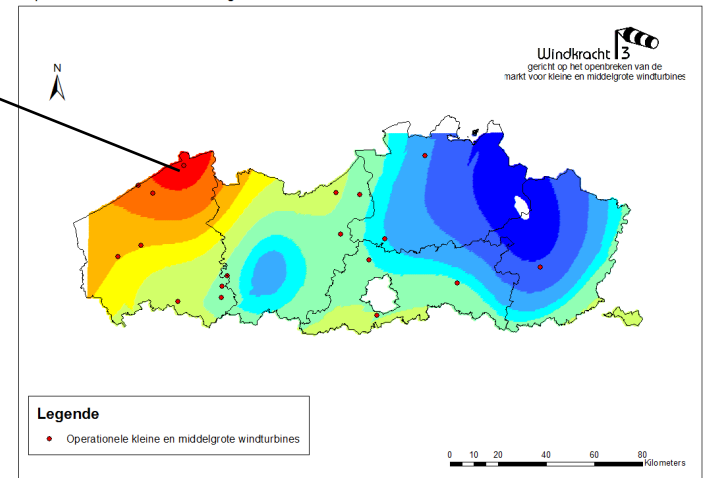 Windkracht 13
gericht op het openbreken van de
markt voor kleine en middelgrote windturbines
N
Legende
Operationele kleine en middelgrote windturbines
0 10 20 40 60 80
Kilometers